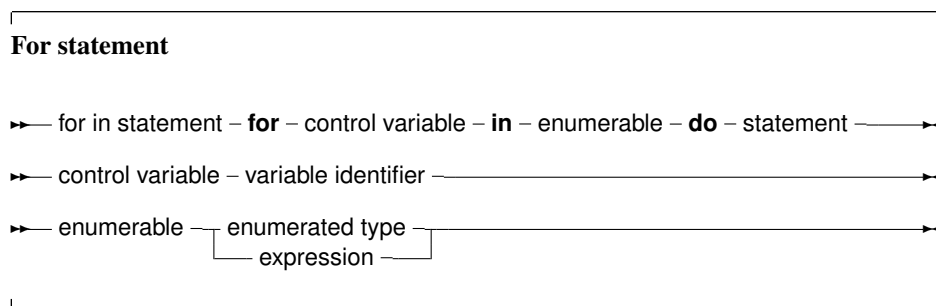 For statement
for in statement – for – control variable – in – enumerable – do – statement
control variable – variable identifier
enumerable – enumerated type
expression